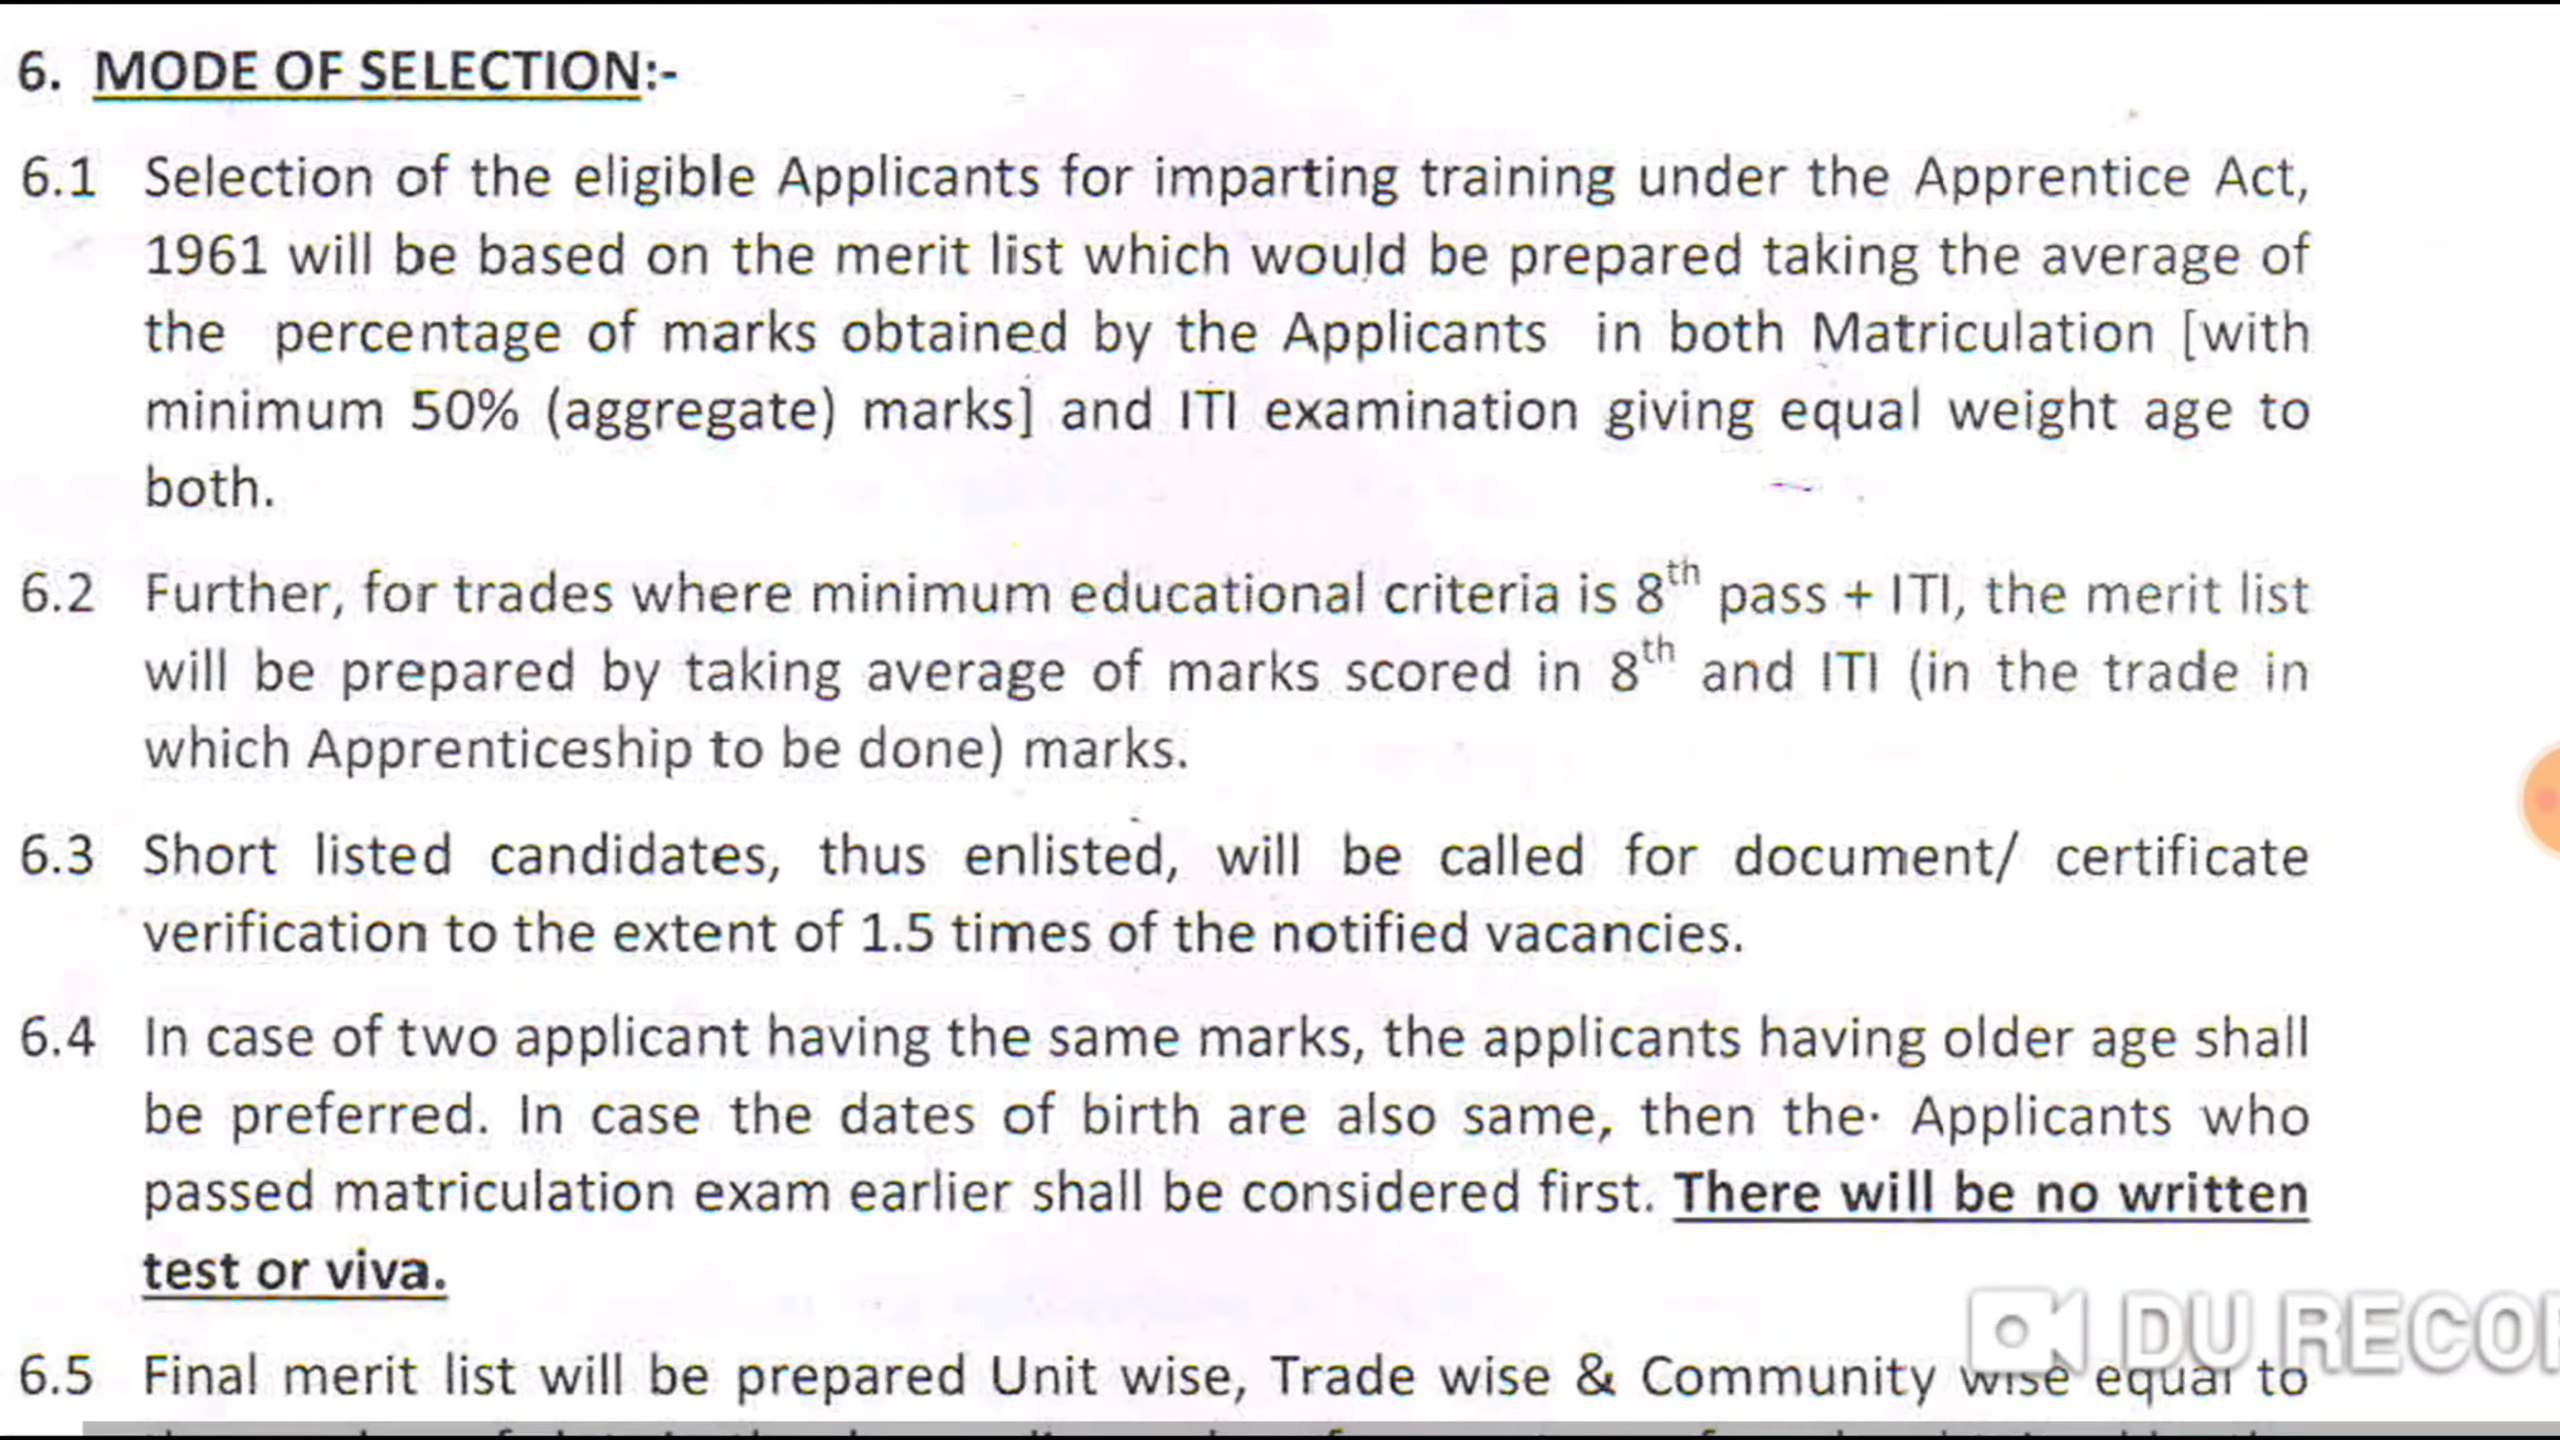 6. MODE OF SELECTION:-
6.1 Selection of the eligible Applicants for imparting training under the Apprentice Act,
1961 will be based on the merit list which would be prepared taking the average of
the percentage of marks obtained by the Applicants in both Matriculation [with
minimum 50% (aggregate) marks] and ITI examination giving equal weight age to
both.
6.2 Further, for trades where minimum educational criteria is 8th pass + ITI, the merit list
will be prepared by taking average of marks scored in 8th and ITI (in the trade in
which Apprenticeship to be done) marks.
6.3 Short listed candidates, thus enlisted, will be called for document/ certificate
verification to the extent of 1.5 times of the notified vacancies.
6.4 In case of two applicant having the same marks, the applicants having older age shall
be preferred. In case the dates of birth are also same, then the Applicants who
passed matriculation exam earlier shall be considered first. There will be no written
test or viva.
DU RECOR
6.5 Final merit list will be prepared Unit wise, Trade wise & Community wise equal to